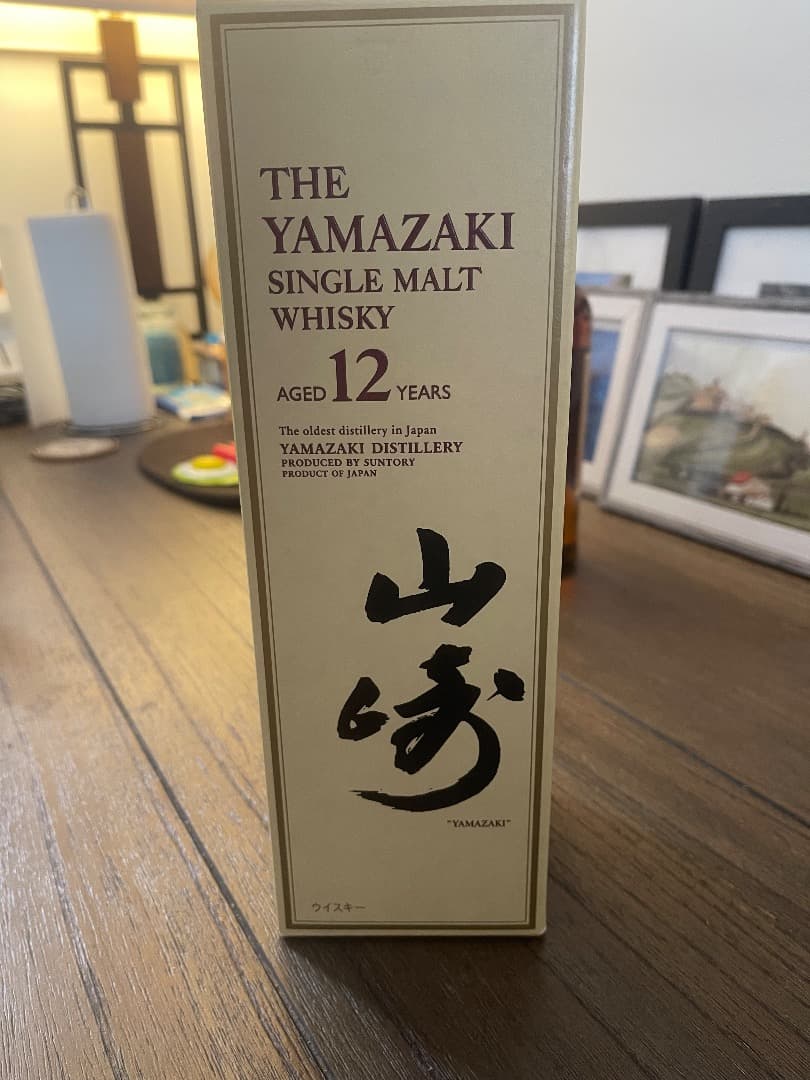 THE
YAMAZAKI
SINGLE MALT
WHISKY
AGED 12 YEARS
The oldest distillery in Japan
YAMAZAKI DISTILLERY
PRODUCED BY SUNTORY
PRODUCT OF JAPAN
山
崎
"YAMAZAKI"
ウイスキー